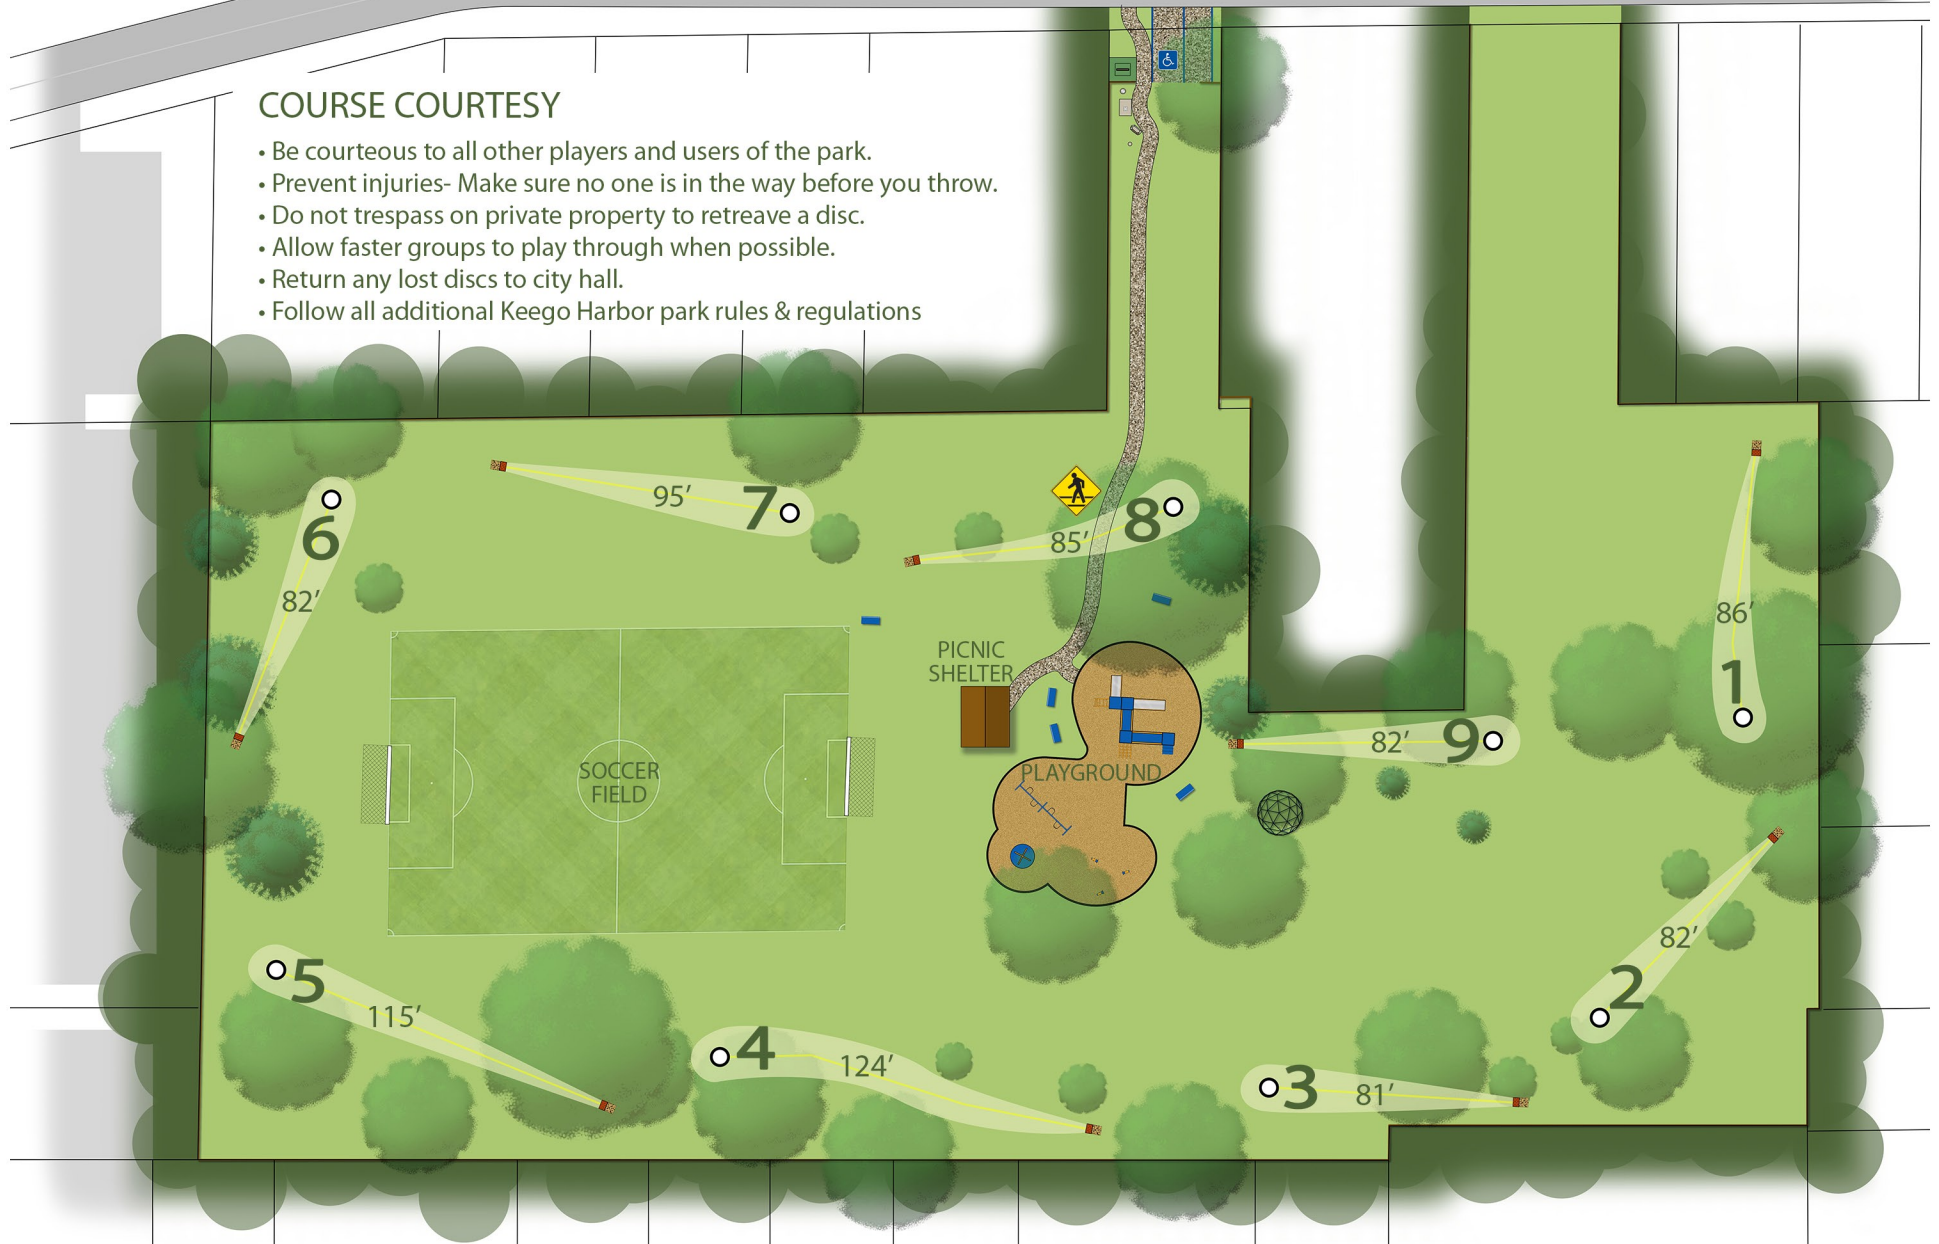 COURSE COURTESY
• Be courteous to all other players and users of the park.
• Prevent injuries- Make sure no one is in the way before you throw.
• Do not trespass on private property to retreave a disc.
• Allow faster groups to play through when possible.
• Return any lost discs to city hall.
• Follow all additional Keego Harbor park rules & regulations
6
82’
95’
7
85’
8
86’
1
PICNIC
SHELTER
82’
9
SOCCER
FIELD
PLAYGROUND
82’
2
5
115’
4
124’
3
81’